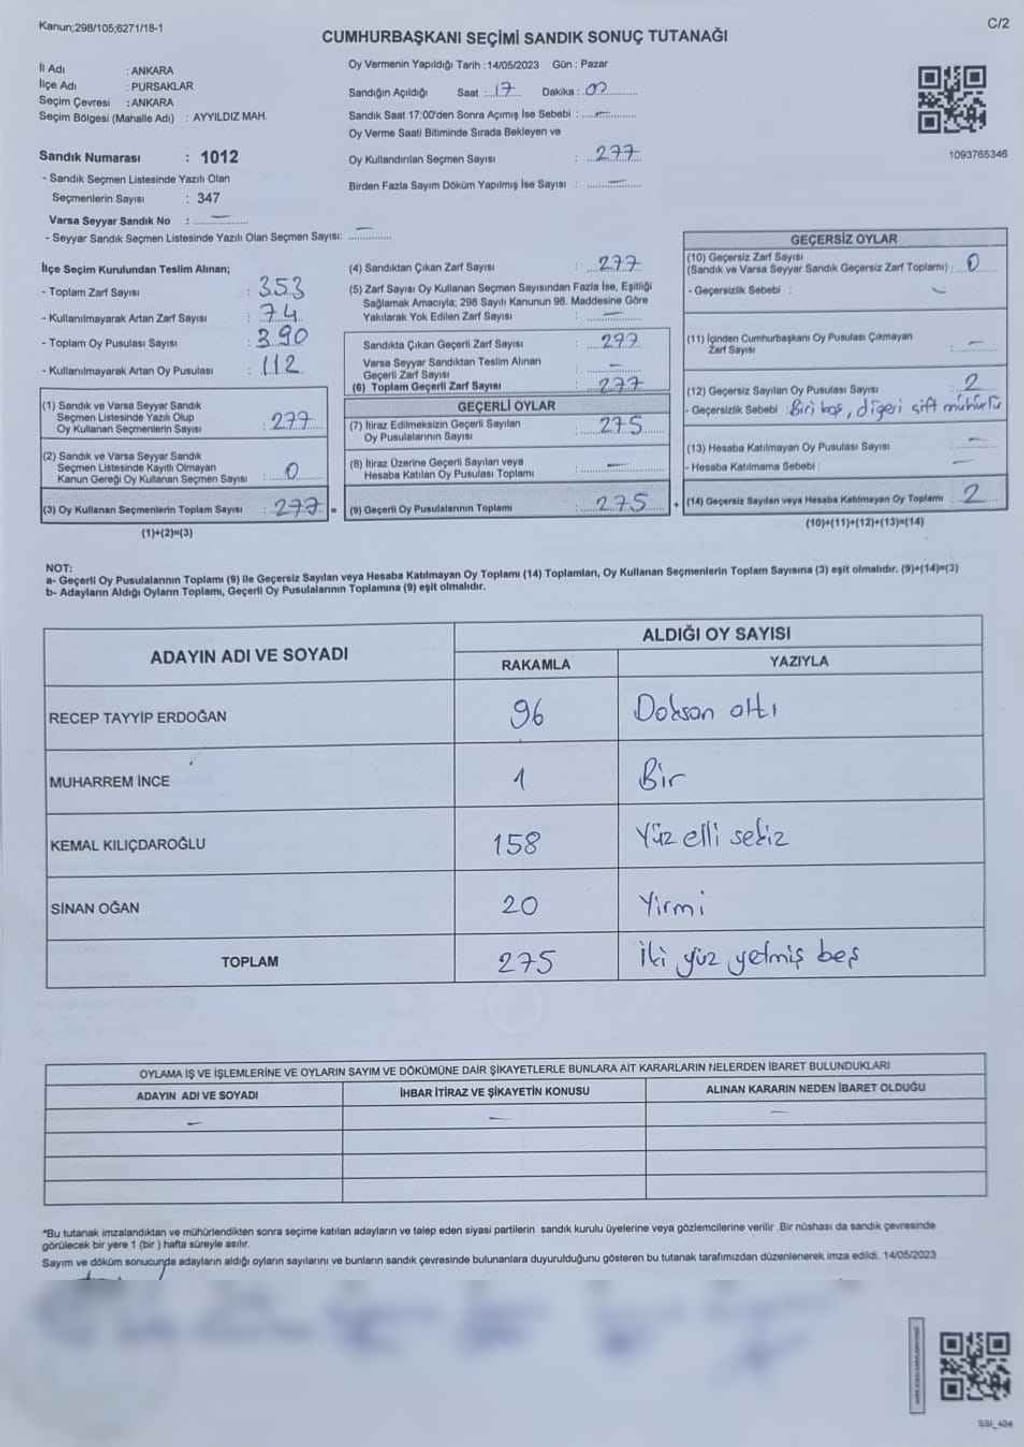 Kanun;298/105;6271/18-1
C/2
CUMHURBAŞKANI SEÇİMİ SANDIK SONUÇ TUTANAĞI
İl Adı : ANKARA
İlçe Adı : PURSAKLAR
Seçim Çevresi : ANKARA
Seçim Bölgesi (Mahalle Adı) : AYYILDIZ MAH.
Sandık Numarası : 1012
- Sandık Seçmen Listesinde Yazılı Olan
Seçmenlerin Sayısı : 347
Varsa Seyyar Sandık No : —
- Seyyar Sandık Seçmen Listesinde Yazılı Olan Seçmen Sayısı: —
Oy Vermenin Yapıldığı Tarih : 14/05/2023 Gün : Pazar
Sandığın Açıldığı Saat : 17 Dakika : 00
Sandık Saat 17:00'den Sonra Açımış İse Sebebi : —
Oy Verme Saati Bitiminde Sırada Bekleyen ve
Oy Kullandırılan Seçmen Sayısı : 277
Birden Fazla Sayım Döküm Yapılmış İse Sayısı : —
1093765346
İlçe Seçim Kurulundan Teslim Alınan;
- Toplam Zarf Sayısı : 353
- Kullanılmayarak Artan Zarf Sayısı : 74
- Toplam Oy Pusulası Sayısı : 390
- Kullanılmayarak Artan Oy Pusulası : 112
(1) Sandık ve Varsa Seyyar Sandık
Seçmen Listesinde Yazılı Olup
Oy Kullanan Seçmenlerin Sayısı : 277
(2) Sandık ve Varsa Seyyar Sandık
Seçmen Listesinde Kayıtlı Olmayan
Kanun Gereği Oy Kullanan Seçmen Sayısı : 0
(3) Oy Kullanan Seçmenlerin Toplam Sayısı : 277 =
(1)+(2)=(3)
(4) Sandıktan Çıkan Zarf Sayısı : 277
(5) Zarf Sayısı Oy Kullanan Seçmen Sayısından Fazla İse, Eşitliği
Sağlamak Amacıyla; 298 Sayılı Kanunun 98. Maddesine Göre
Yakılarak Yok Edilen Zarf Sayısı : —
Sandıkta Çıkan Geçerli Zarf Sayısı : 277
Varsa Seyyar Sandıktan Teslim Alınan
Geçerli Zarf Sayısı : —
(6) Toplam Geçerli Zarf Sayısı : 277
GEÇERLİ OYLAR
(7) İtiraz Edilmeksizin Geçerli Sayılan
Oy Pusulalarının Sayısı : 275
(8) İtiraz Üzerine Geçerli Sayılan veya
Hesaba Katılan Oy Pusulası Toplamı : —
(9) Geçerli Oy Pusulalarının Toplamı : 275 +
GEÇERSİZ OYLAR
(10) Geçersiz Zarf Sayısı
(Sandık ve Varsa Seyyar Sandık Geçersiz Zarf Toplamı) : 0
- Geçersizlik Sebebi : —
(11) İçinden Cumhurbaşkanı Oy Pusulası Çıkmayan
Zarf Sayısı : —
(12) Geçersiz Sayılan Oy Pusulası Sayısı : 2
- Geçersizlik Sebebi Biri boş, diğeri çift mühürlü
(13) Hesaba Katılmayan Oy Pusulası Sayısı : —
- Hesaba Katılmama Sebebi : —
(14) Geçersiz Sayılan veya Hesaba Katılmayan Oy Toplamı : 2
(10)+(11)+(12)+(13)=(14)
NOT:
a- Geçerli Oy Pusulalarının Toplamı (9) ile Geçersiz Sayılan veya Hesaba Katılmayan Oy Toplamı (14) Toplamları, Oy Kullanan Seçmenlerin Toplam Sayısına (3) eşit olmalıdır. (9)+(14)=(3)
b- Adayların Aldığı Oyların Toplamı, Geçerli Oy Pusulalarının Toplamına (9) eşit olmalıdır.
ADAYIN ADI VE SOYADI
ALDIĞI OY SAYISI
RAKAMLA YAZIYLA
RECEP TAYYİP ERDOĞAN 96 Doksan altı
MUHARREM İNCE 1 Bir
KEMAL KILIÇDAROĞLU 158 Yüz elli sekiz
SİNAN OĞAN 20 Yirmi
TOPLAM 275 İki yüz yetmiş beş
OYLAMA İŞ VE İŞLEMLERİNE VE OYLARIN SAYIM VE DÖKÜMÜNE DAİR ŞİKAYETLERLE BUNLARA AİT KARARLARIN NELERDEN İBARET BULUNDUKLARI
ADAYIN ADI VE SOYADI İHBAR İTİRAZ VE ŞİKAYETİN KONUSU ALINAN KARARIN NEDEN İBARET OLDUĞU
— — —
*Bu tutanak imzalandıktan ve mühürlendikten sonra seçime katılan adayların ve talep eden siyasi partilerin sandık kurulu üyelerine veya gözlemcilerine verilir .Bir nüshası da sandık çevresinde
görülecek bir yere 1 (bir ) hafta süreyle asılır.
Sayım ve döküm sonucunda adayların aldığı oyların sayılarını ve bunların sandık çevresinde bulunanlara duyurulduğunu gösteren bu tutanak tarafımızdan düzenlenerek imza edildi. 14/05/2023